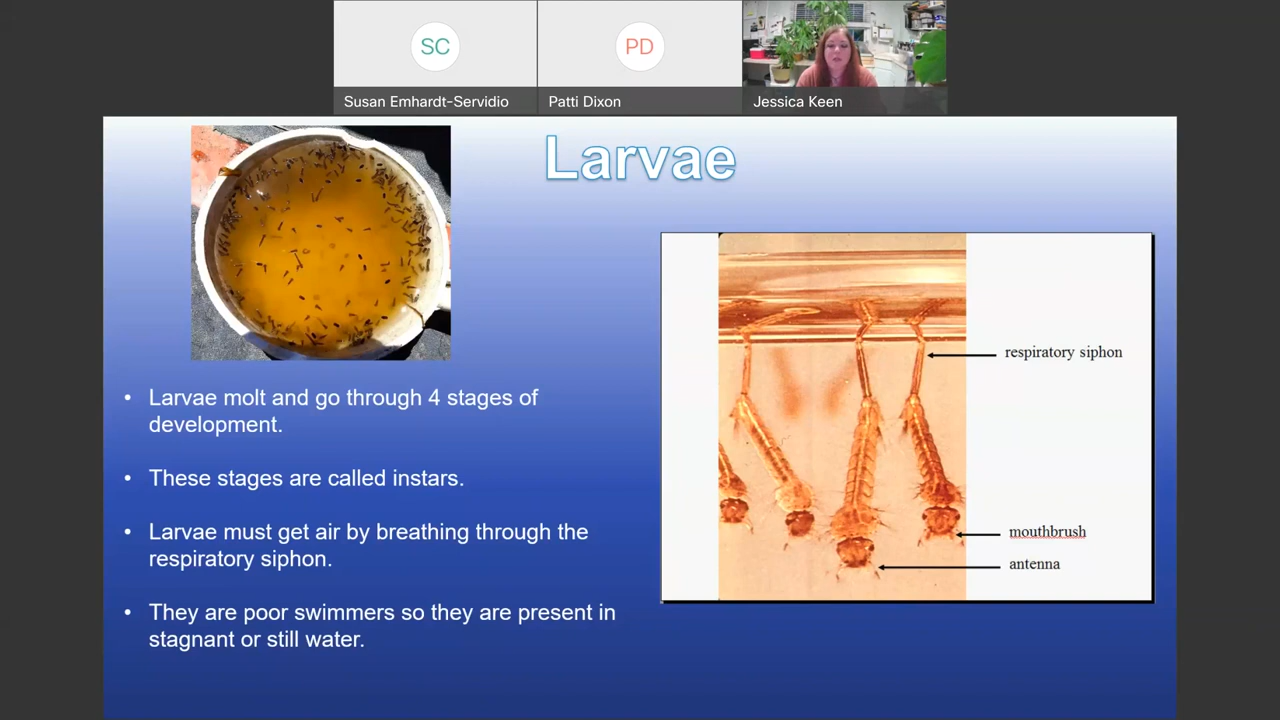 SC
PD
Susan Emhardt-Servidio
Patti Dixon
Jessica Keen
Larvae
• Larvae molt and go through 4 stages of
development.
• These stages are called instars.
• Larvae must get air by breathing through the
respiratory siphon.
• They are poor swimmers so they are present in
stagnant or still water.
respiratory siphon
mouthbrush
antenna